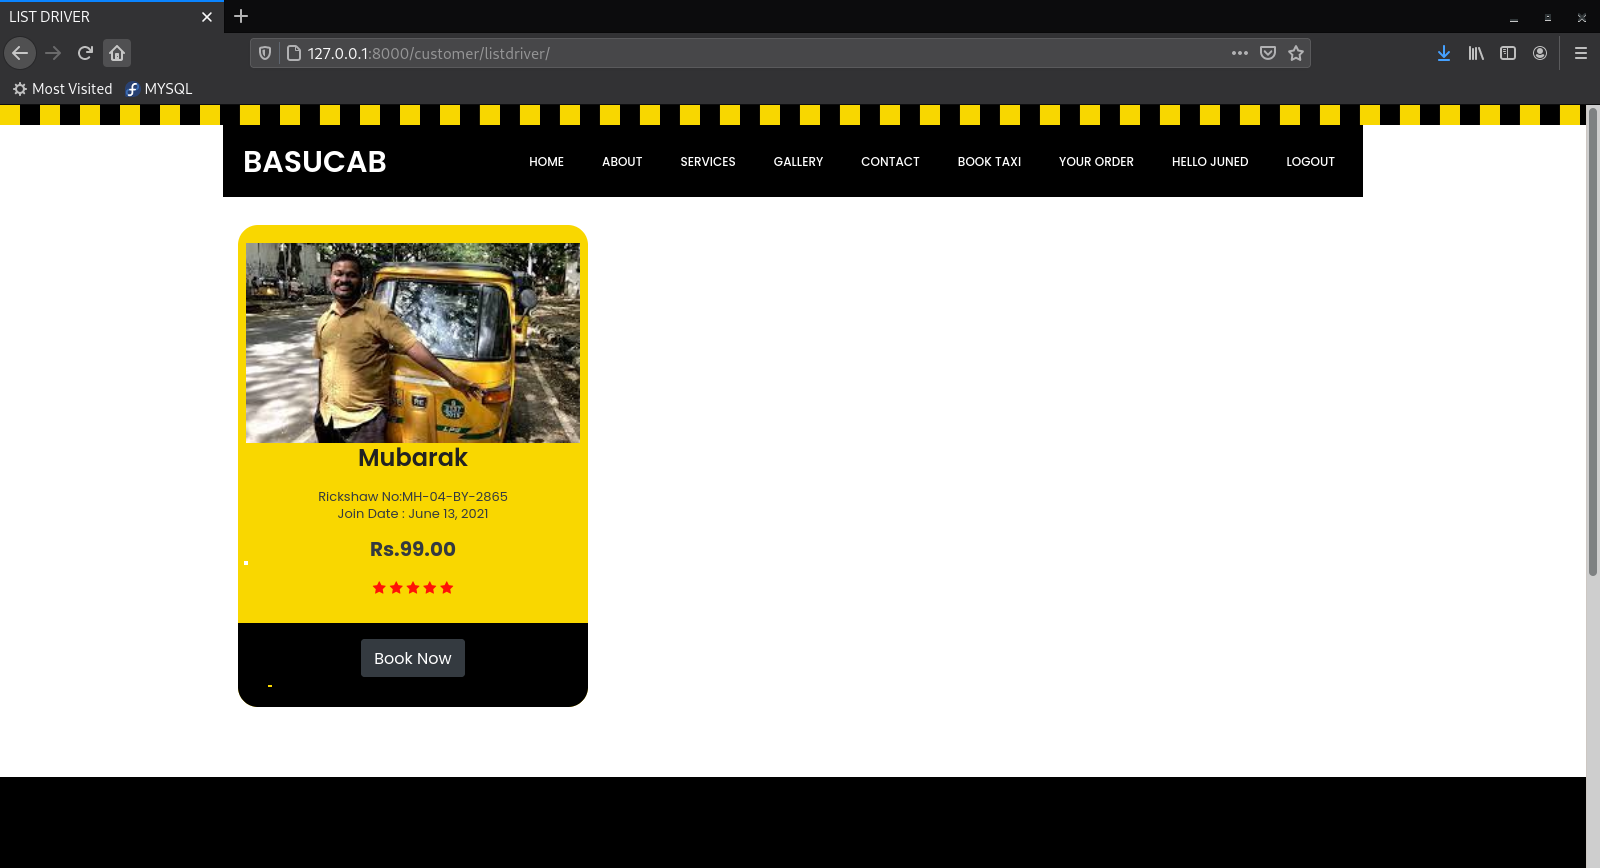 LIST DRIVER
127.0.0.1:8000/customer/listdriver/
Most Visited MYSQL
BASUCAB HOME ABOUT SERVICES GALLERY CONTACT BOOK TAXI YOUR ORDER HELLO JUNED LOGOUT
LPG
Mubarak
Rickshaw No:MH-04-BY-2865
Join Date : June 13, 2021
Rs.99.00
Book Now